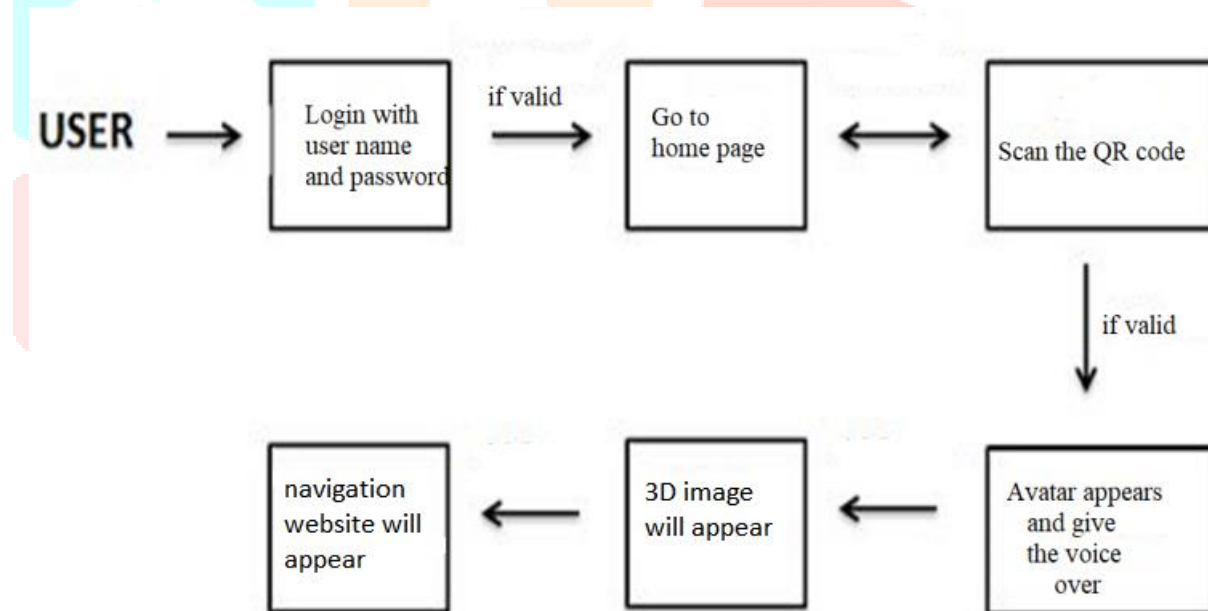 USER
Login with
user name
and password
if valid
Go to
home page
Scan the QR code
if valid
Avatar appears
and give
the voice
over
3D image
will appear
navigation
website will
appear